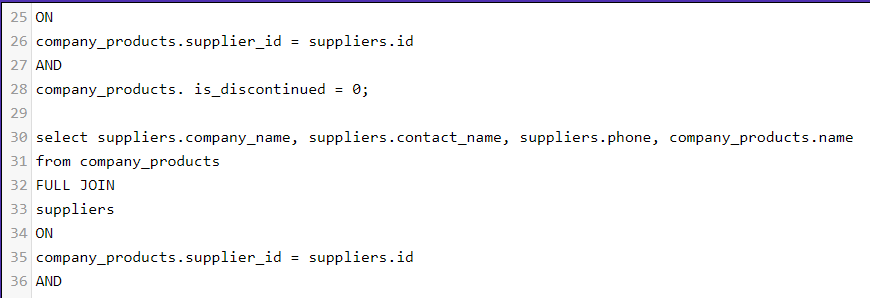 25 ON
26 company_products.supplier_id = suppliers.id
27 AND
28 company_products. is_discontinued = 0;
29
30 select suppliers.company_name, suppliers.contact_name, suppliers.phone, company_products.name
31 from company_products
32 FULL JOIN
33 suppliers
34 ON
35 company_products.supplier_id = suppliers.id
36 AND